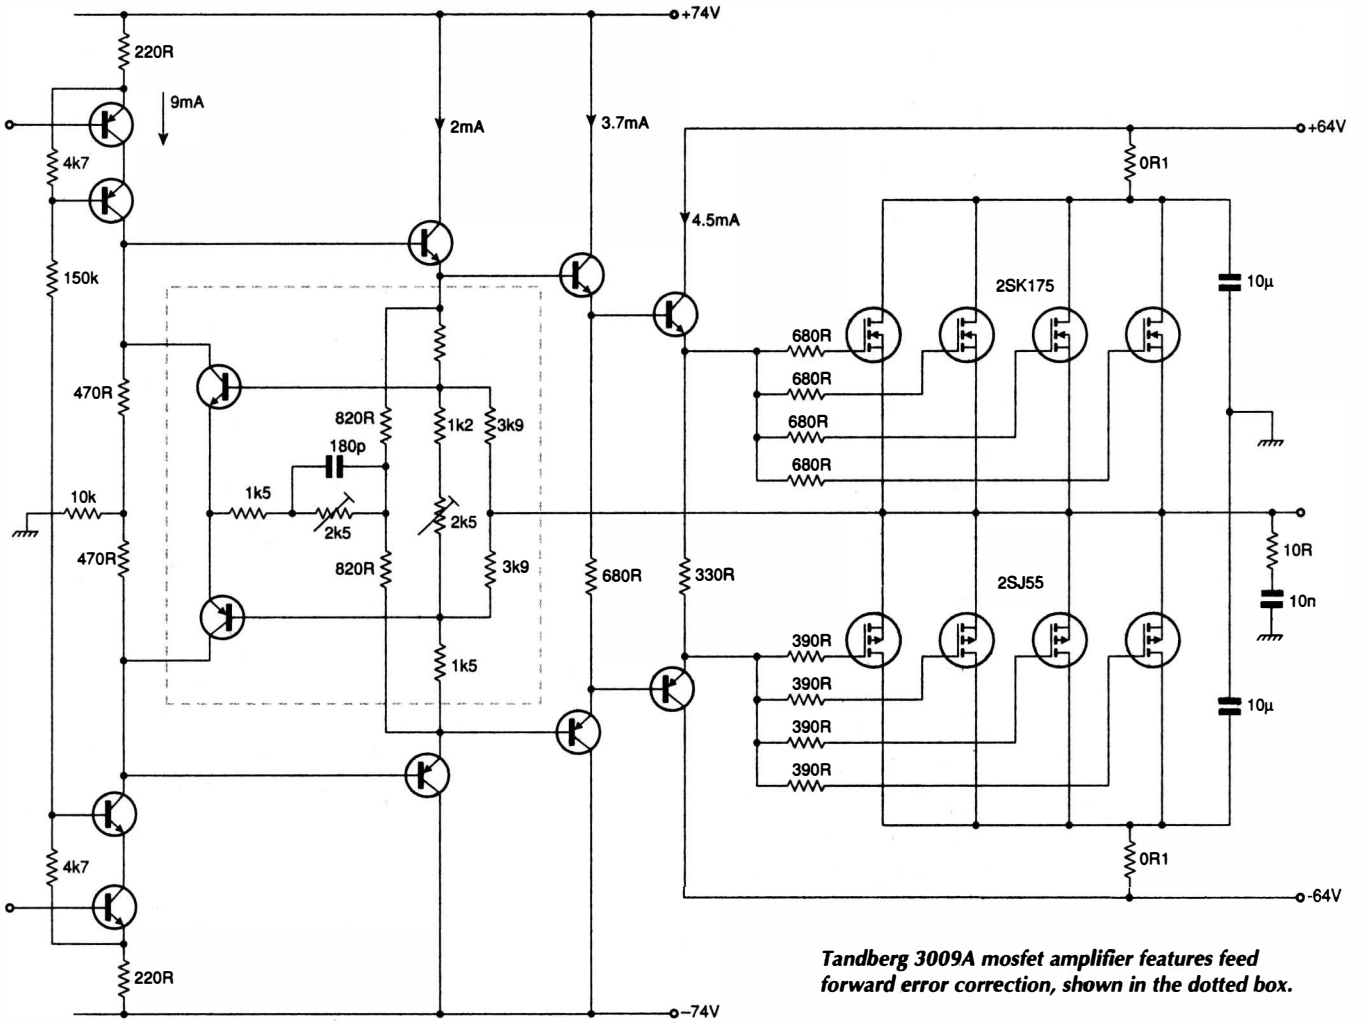 +74V
220R
9mA
2mA
3.7mA
+64V
0R1
4k7
4.5mA
150k
2SK175
10µ
680R
680R
680R
680R
470R
820R
1k2
3k9
180p
10k
1k5
2k5
2k5
470R
820R
3k9
680R
330R
2SJ55
10R
10n
390R
390R
390R
390R
1k5
10µ
4k7
0R1
-64V
220R
-74V
Tandberg 3009A mosfet amplifier features feed
forward error correction, shown in the dotted box.